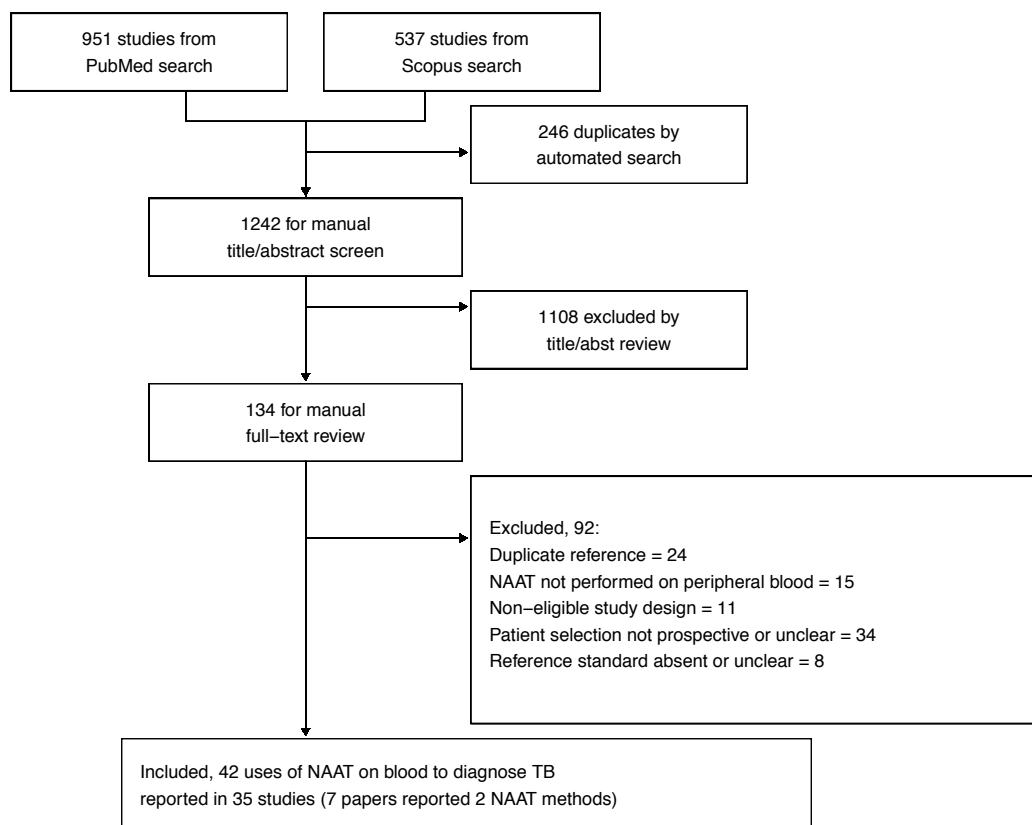 951 studies from
PubMed search
537 studies from
Scopus search
246 duplicates by
automated search
1242 for manual
title/abstract screen
1108 excluded by
title/abst review
134 for manual
full−text review
Excluded, 92:
Duplicate reference = 24
NAAT not performed on peripheral blood = 15
Non−eligible study design = 11
Patient selection not prospective or unclear = 34
Reference standard absent or unclear = 8
Included, 42 uses of NAAT on blood to diagnose TB
reported in 35 studies (7 papers reported 2 NAAT methods)